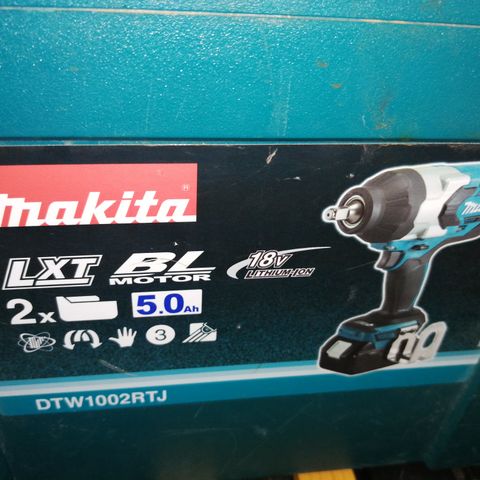 makita®
LXT BL MOTOR 18V LITHIUM-ION
2x 5.0Ah
3
DTW1002RTJ